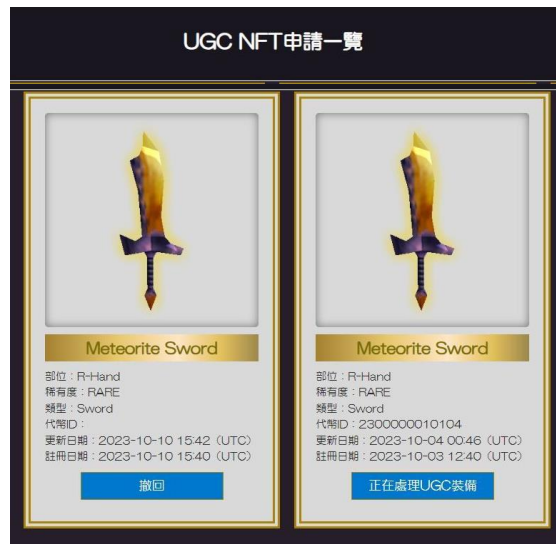 UGC NFT申請一覽
Meteorite Sword
部位：R-Hand
稀有度：RARE
類型：Sword
代幣ID：
更新日期：2023-10-10 15:42（UTC）
註冊日期：2023-10-10 15:40（UTC）
撤回
Meteorite Sword
部位：R-Hand
稀有度：RARE
類型：Sword
代幣ID：2300000010104
更新日期：2023-10-04 00:46（UTC）
註冊日期：2023-10-03 12:40（UTC）
正在處理UGC裝備